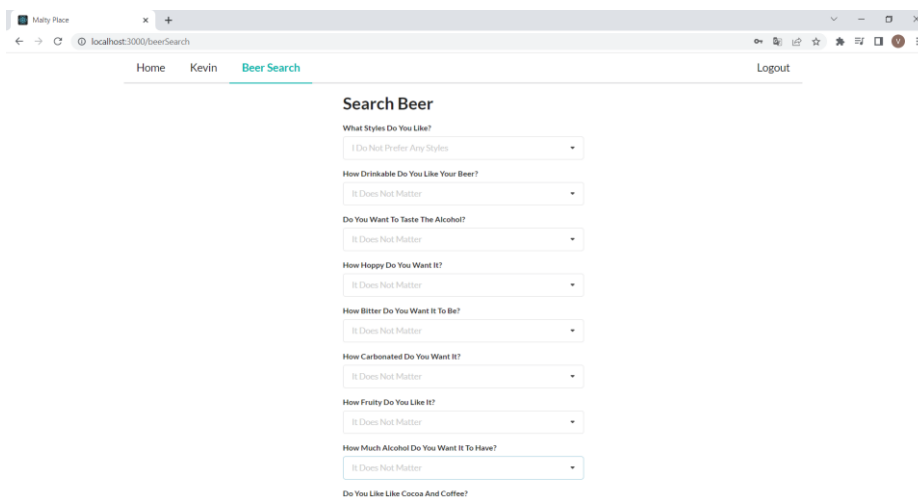 Malty Place
localhost:3000/beerSearch
Home Kevin Beer Search Logout
Search Beer
What Styles Do You Like?
I Do Not Prefer Any Styles
How Drinkable Do You Like Your Beer?
It Does Not Matter
Do You Want To Taste The Alcohol?
It Does Not Matter
How Hoppy Do You Want It?
It Does Not Matter
How Bitter Do You Want It To Be?
It Does Not Matter
How Carbonated Do You Want It?
It Does Not Matter
How Fruity Do You Like It?
It Does Not Matter
How Much Alcohol Do You Want It To Have?
It Does Not Matter
Do You Like Like Cocoa And Coffee?